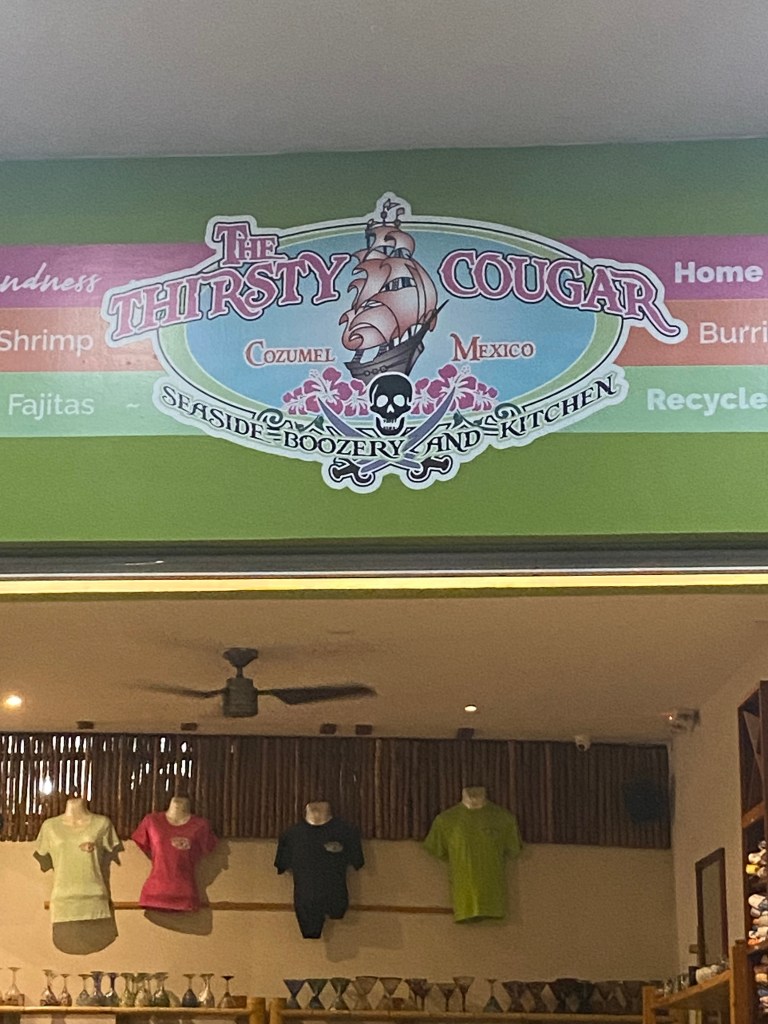 THE
THIRSTY COUGAR
COZUMEL MEXICO
SEASIDE BOOZERY AND KITCHEN
ndness
Shrimp
Fajitas ~
Home
Burri
Recycle